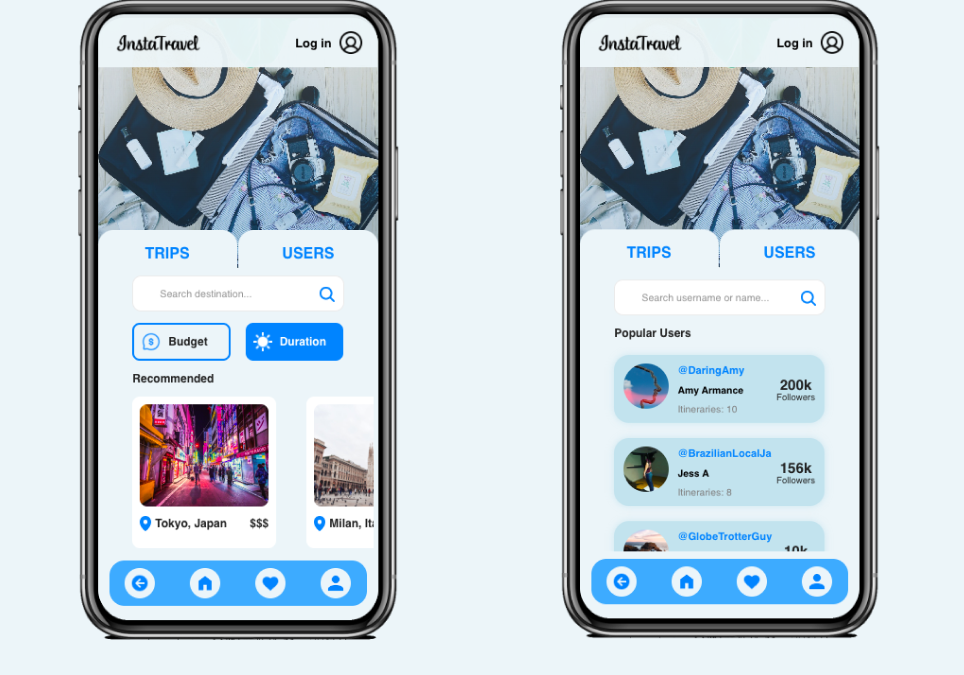 InstaTravel
Log in
TRIPS
USERS
Search destination...
$ Budget
Duration
Recommended
Tokyo, Japan $$$
Milan, Ita
InstaTravel
Log in
TRIPS
USERS
Search username or name...
Popular Users
@DaringAmy
Amy Armance
Itineraries: 10
200k
Followers
@BrazilianLocalJa
Jess A
Itineraries: 8
156k
Followers
@GlobeTrotterGuy
10k